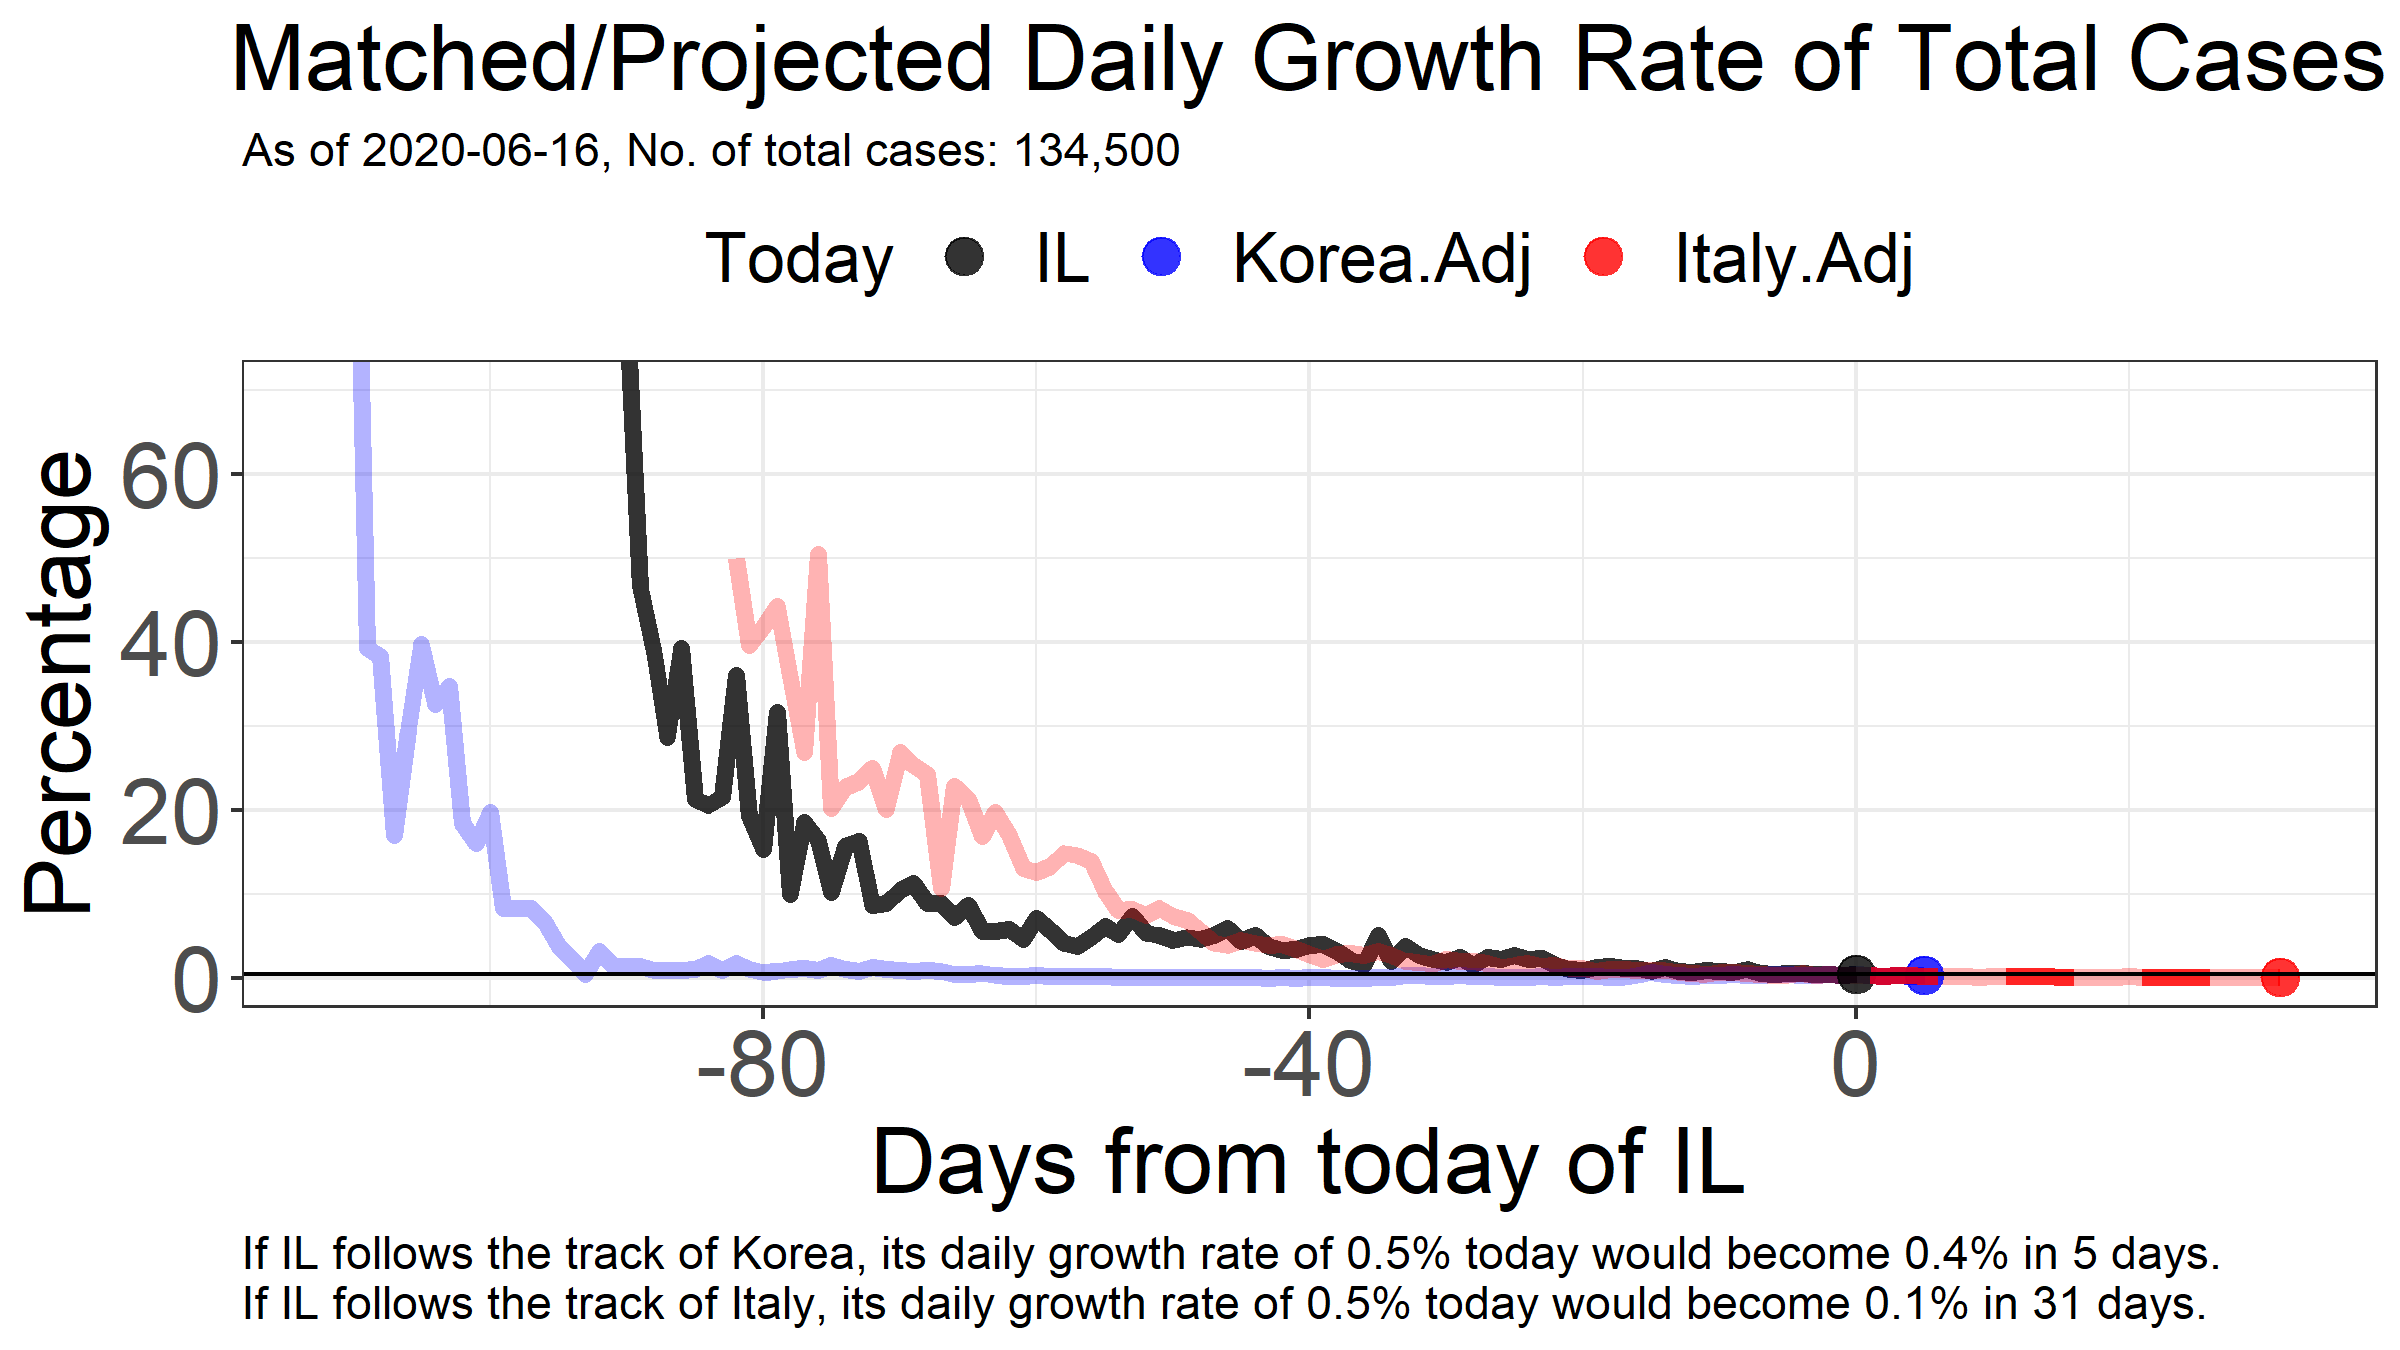 Matched/Projected Daily Growth Rate of Total Cases
As of 2020-06-16, No. of total cases: 134,500
Today IL Korea.Adj Italy.Adj
Percentage
60
40
20
0
-80 -40 0
Days from today of IL
If IL follows the track of Korea, its daily growth rate of 0.5% today would become 0.4% in 5 days.
If IL follows the track of Italy, its daily growth rate of 0.5% today would become 0.1% in 31 days.